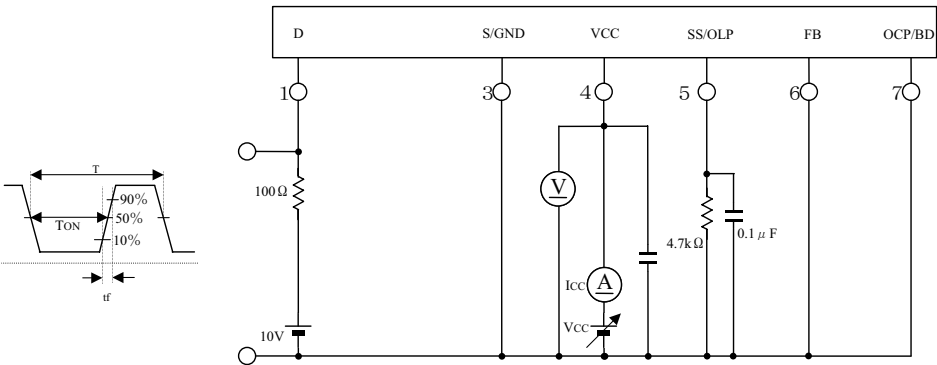 D S/GND VCC SS/OLP FB OCP/BD
1 3 4 5 6 7
T
TON
90%
50%
10%
tf
100Ω
V
4.7kΩ
0.1μF
ICC
A
VCC
10V